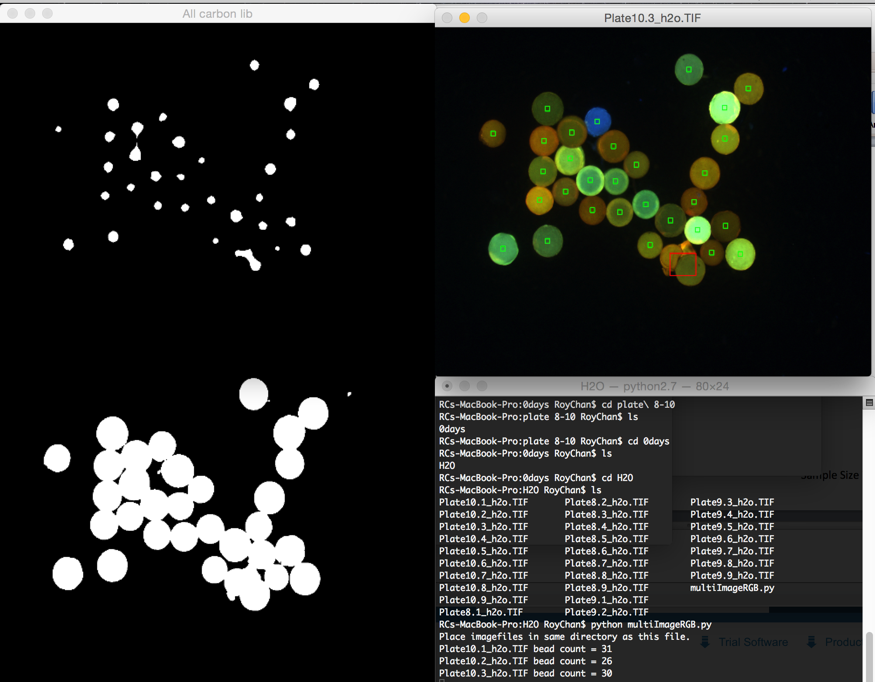 All carbon lib
Plate10.3_h2o.TIF
H2O — python2.7 — 80×24
RCs-MacBook-Pro:0days RoyChan$ cd plate\ 8-10
RCs-MacBook-Pro:plate 8-10 RoyChan$ ls
0days
RCs-MacBook-Pro:plate 8-10 RoyChan$ cd 0days
RCs-MacBook-Pro:0days RoyChan$ ls
H2O
RCs-MacBook-Pro:0days RoyChan$ cd H2O
RCs-MacBook-Pro:H2O RoyChan$ ls
Plate10.1_h2o.TIF Plate8.2_h2o.TIF Plate9.3_h2o.TIF
Plate10.2_h2o.TIF Plate8.3_h2o.TIF Plate9.4_h2o.TIF
Plate10.3_h2o.TIF Plate8.4_h2o.TIF Plate9.5_h2o.TIF
Plate10.4_h2o.TIF Plate8.5_h2o.TIF Plate9.6_h2o.TIF
Plate10.5_h2o.TIF Plate8.6_h2o.TIF Plate9.7_h2o.TIF
Plate10.6_h2o.TIF Plate8.7_h2o.TIF Plate9.8_h2o.TIF
Plate10.7_h2o.TIF Plate8.8_h2o.TIF Plate9.9_h2o.TIF
Plate10.8_h2o.TIF Plate8.9_h2o.TIF multiImageRGB.py
Plate10.9_h2o.TIF Plate9.1_h2o.TIF
Plate8.1_h2o.TIF Plate9.2_h2o.TIF
RCs-MacBook-Pro:H2O RoyChan$ python multiImageRGB.py
Place imagefiles in same directory as this file.
Plate10.1_h2o.TIF bead count = 31
Plate10.2_h2o.TIF bead count = 26
Plate10.3_h2o.TIF bead count = 30
Sample Size
Trial Software